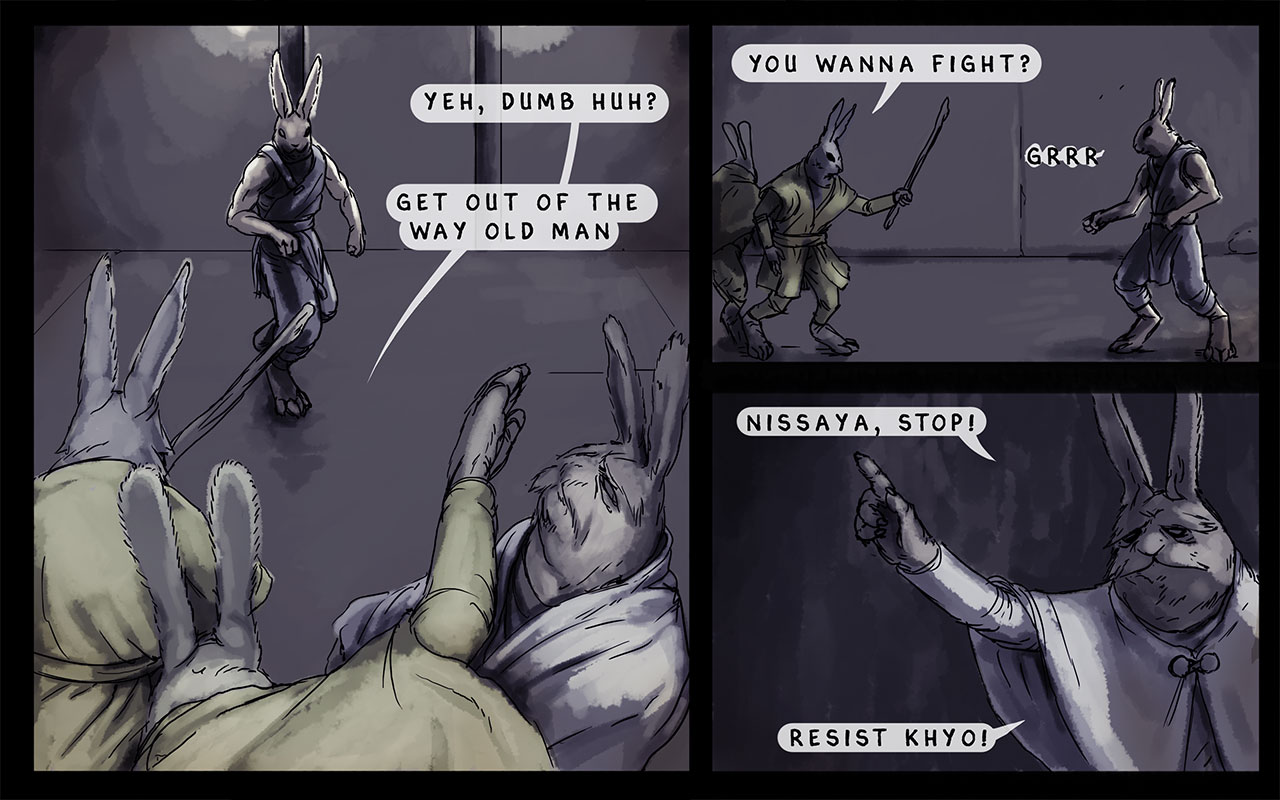 YEH, DUMB HUH?
GET OUT OF THE
WAY OLD MAN
YOU WANNA FIGHT?
GRRR
NISSAYA, STOP!
RESIST KHYO!